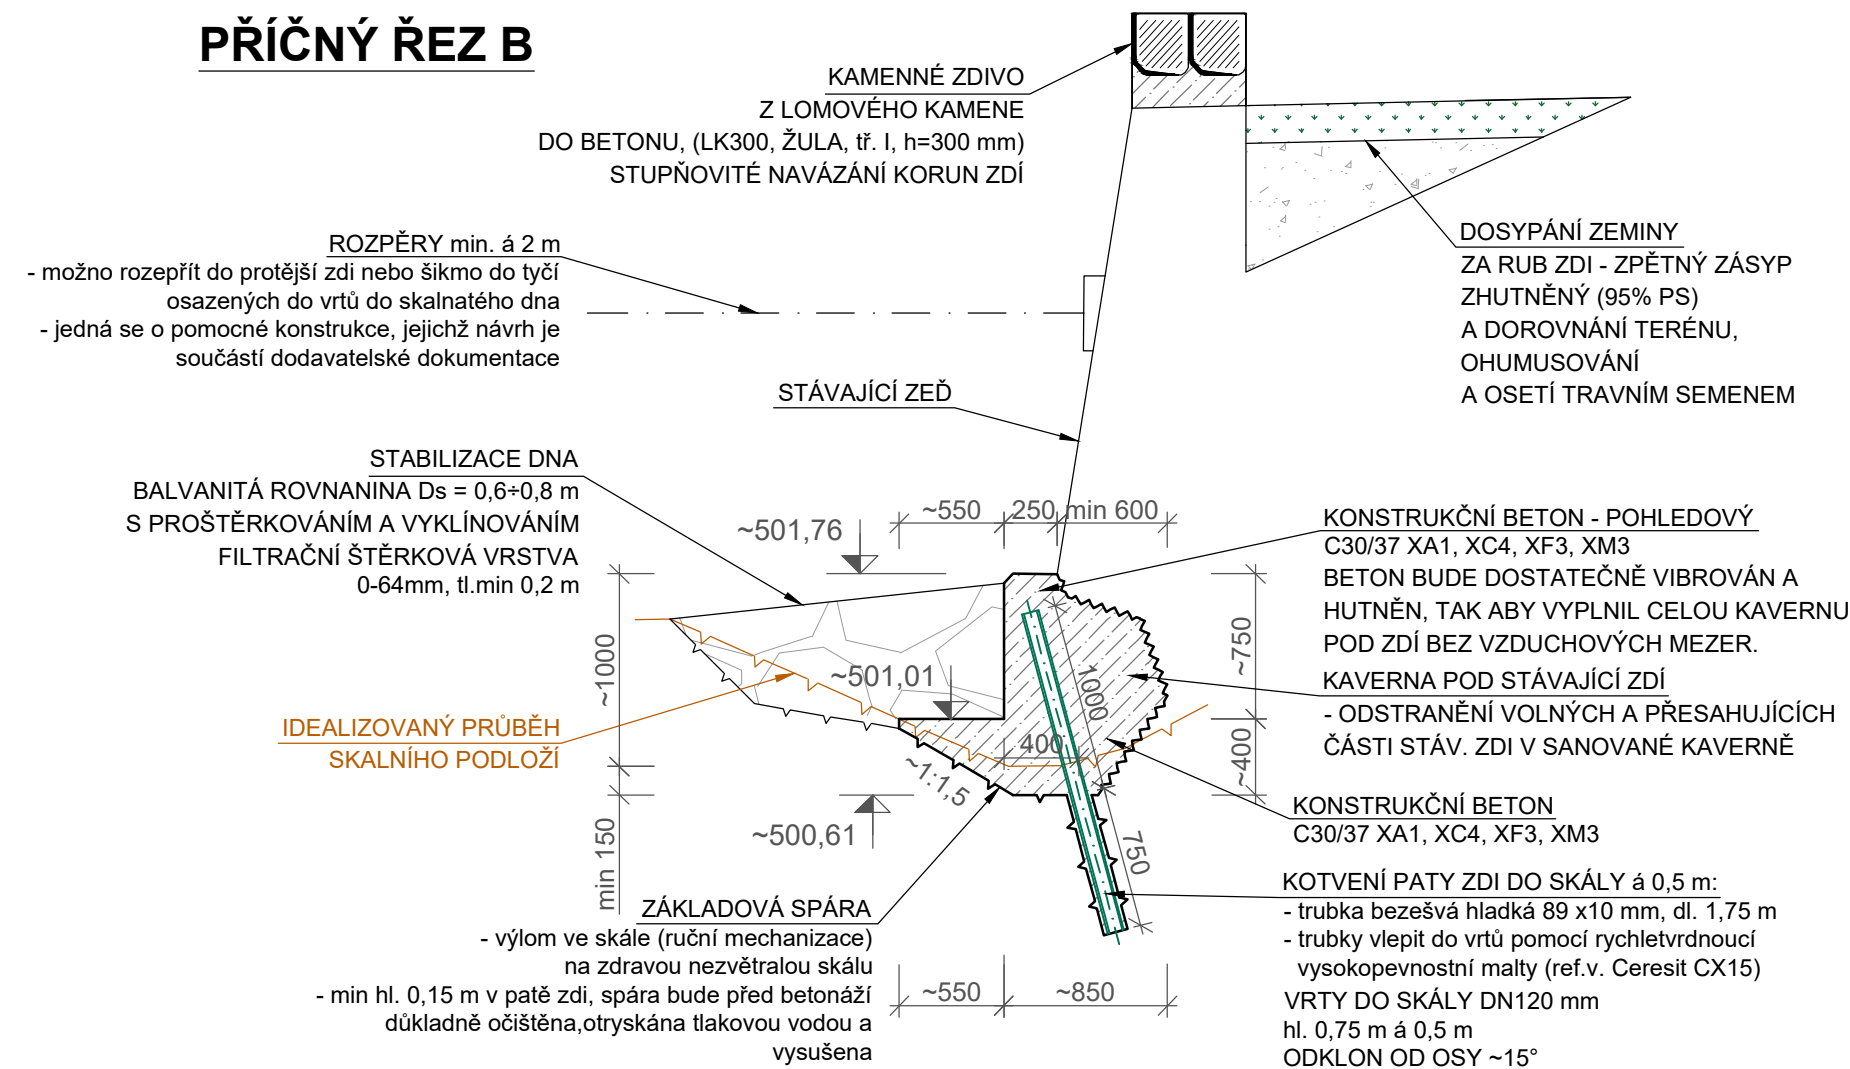 PŘÍČNÝ ŘEZ B
KAMENNÉ ZDIVO
Z LOMOVÉHO KAMENE
DO BETONU, (LK300, ŽULA, tř. I, h=300 mm)
STUPŇOVITÉ NAVÁZÁNÍ KORUN ZDÍ
ROZPĚRY min. á 2 m
- možno rozepřít do protější zdi nebo šikmo do tyčí
osazených do vrtů do skalnatého dna
- jedná se o pomocné konstrukce, jejichž návrh je
součástí dodavatelské dokumentace
DOSYPÁNÍ ZEMINY
ZA RUB ZDI - ZPĚTNÝ ZÁSYP
ZHUTNĚNÝ (95% PS)
A DOROVNÁNÍ TERÉNU,
OHUMUSOVÁNÍ
A OSETÍ TRAVNÍM SEMENEM
STÁVAJÍCÍ ZEĎ
STABILIZACE DNA
BALVANITÁ ROVNANINA Ds = 0,6÷0,8 m
S PROŠTĚRKOVÁNÍM A VYKLÍNOVÁNÍM
FILTRAČNÍ ŠTĚRKOVÁ VRSTVA
0-64mm, tl.min 0,2 m
~501,76
~550
250
min 600
KONSTRUKČNÍ BETON - POHLEDOVÝ
C30/37 XA1, XC4, XF3, XM3
BETON BUDE DOSTATEČNĚ VIBROVÁN A
HUTNĚN, TAK ABY VYPLNIL CELOU KAVERNU
POD ZDÍ BEZ VZDUCHOVÝCH MEZER.
KAVERNA POD STÁVAJÍCÍ ZDÍ
- ODSTRANĚNÍ VOLNÝCH A PŘESAHUJÍCÍCH
ČÁSTI STÁV. ZDI V SANOVANÉ KAVERNĚ
~1000
~501,01
1000
~750
IDEALIZOVANÝ PRŮBĚH
SKALNÍHO PODLOŽÍ
400
~400
~1:1,5
~500,61
min 150
750
KONSTRUKČNÍ BETON
C30/37 XA1, XC4, XF3, XM3
ZÁKLADOVÁ SPÁRA
- výlom ve skále (ruční mechanizace)
na zdravou nezvětralou skálu
- min hl. 0,15 m v patě zdi, spára bude před betonáží
důkladně očištěna,otryskána tlakovou vodou a
vysušena
~550
~850
KOTVENÍ PATY ZDI DO SKÁLY á 0,5 m:
- trubka bezešvá hladká 89 x10 mm, dl. 1,75 m
- trubky vlepit do vrtů pomocí rychletvrdnoucí
vysokopevnostní malty (ref.v. Ceresit CX15)
VRTY DO SKÁLY DN120 mm
hl. 0,75 m á 0,5 m
ODKLON OD OSY ~15°